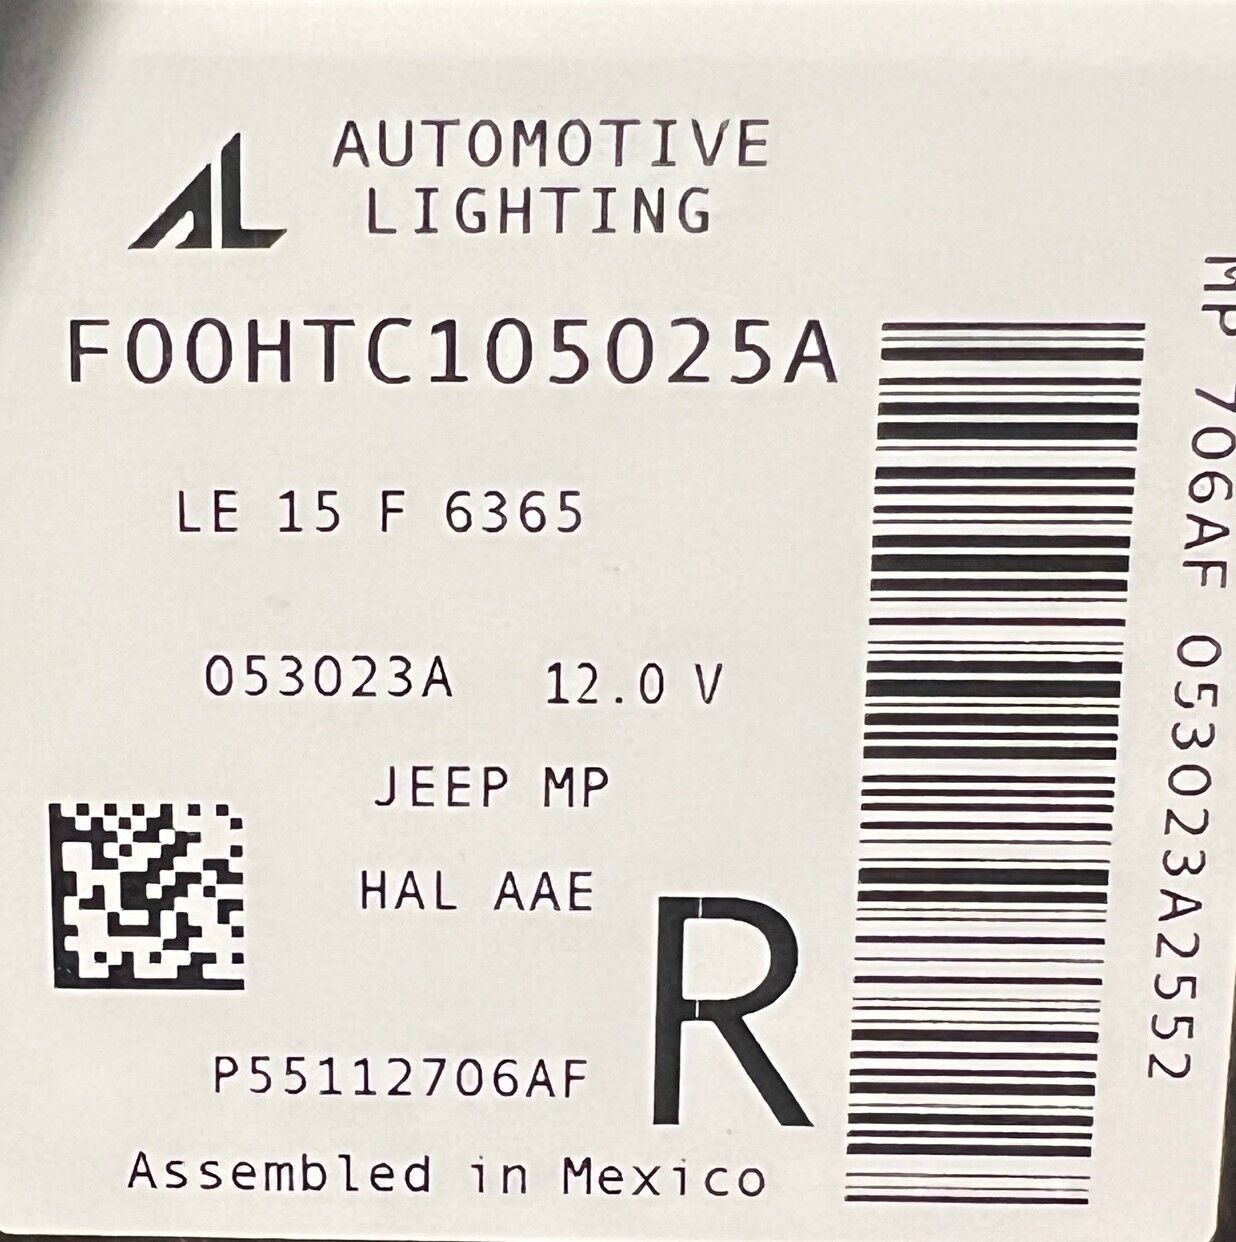 AL
AUTOMOTIVE
LIGHTING
F00HTC105025A
LE 15 F 6365
053023A 12.0 V
JEEP MP
HAL AAE
R
P55112706AF
Assembled in Mexico
MP 706AF 053023A2552